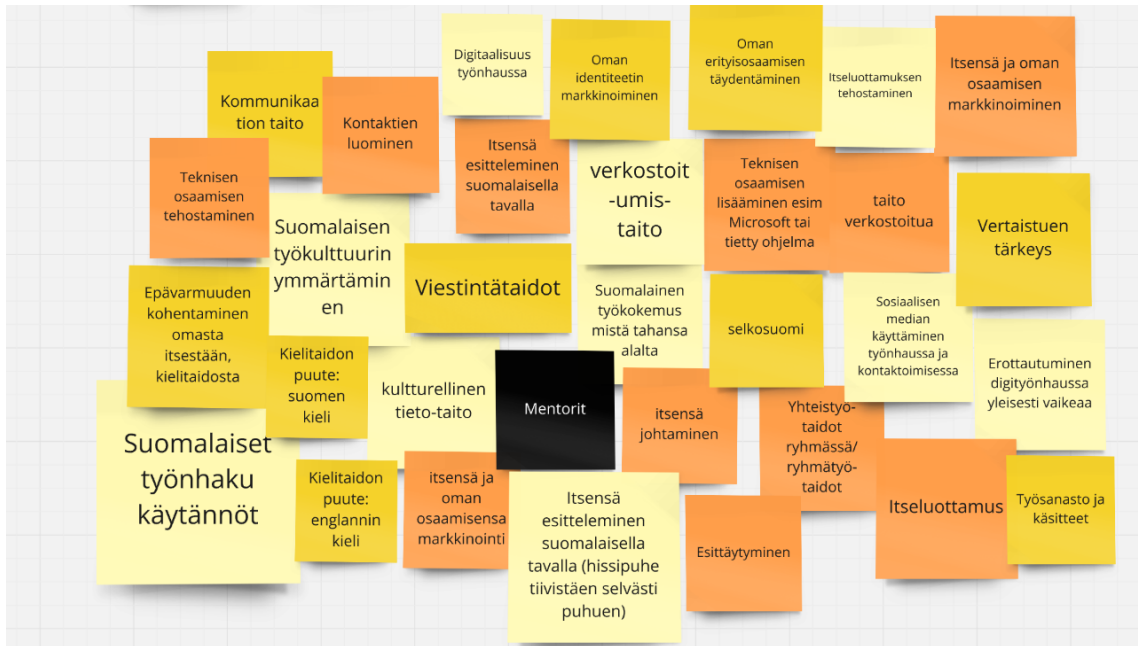 Digitaalisuus
työnhaussa
Oman
identiteetin
markkinoiminen
Oman
erityisosaamisen
täydentäminen
Itseluottamuksen
tehostaminen
Itsensä ja oman
osaamisen
markkinoiminen
Kommunikaa
tion taito
Kontaktien
luominen
Itsensä
esitteleminen
suomalaisella
tavalla
verkostoit
-umis-
taito
Teknisen
osaamisen
lisääminen esim
Microsoft tai
tietty ohjelma
taito
verkostoitua
Vertaistuen
tärkeys
Teknisen
osaamisen
tehostaminen
Suomalaisen
työkulttuurin
ymmärtämin
en
Viestintätaidot
Suomalainen
työkokemus
mistä tahansa
alalta
selkosuomi
Sosiaalisen
median
käyttäminen
työnhaussa ja
kontaktoimisessa
Erottautuminen
digityönhaussa
yleisesti vaikeaa
Epävarmuuden
kohentaminen
omasta
itsestään,
kielitaidosta
Kielitaidon
puute:
suomen
kieli
kultturellinen
tieto-taito
Mentorit
itsensä
johtaminen
Yhteistyö-
taidot
ryhmässä/
ryhmätyö-
taidot
Suomalaiset
työnhaku
käytännöt
Kielitaidon
puute:
englannin
kieli
itsensä ja
oman
osaamisensa
markkinointi
Itsensä
esitteleminen
suomalaisella
tavalla (hissipuhe
tiivistäen selvästi
puhuen)
Esittäytyminen
Itseluottamus
Työsanasto ja
käsitteet